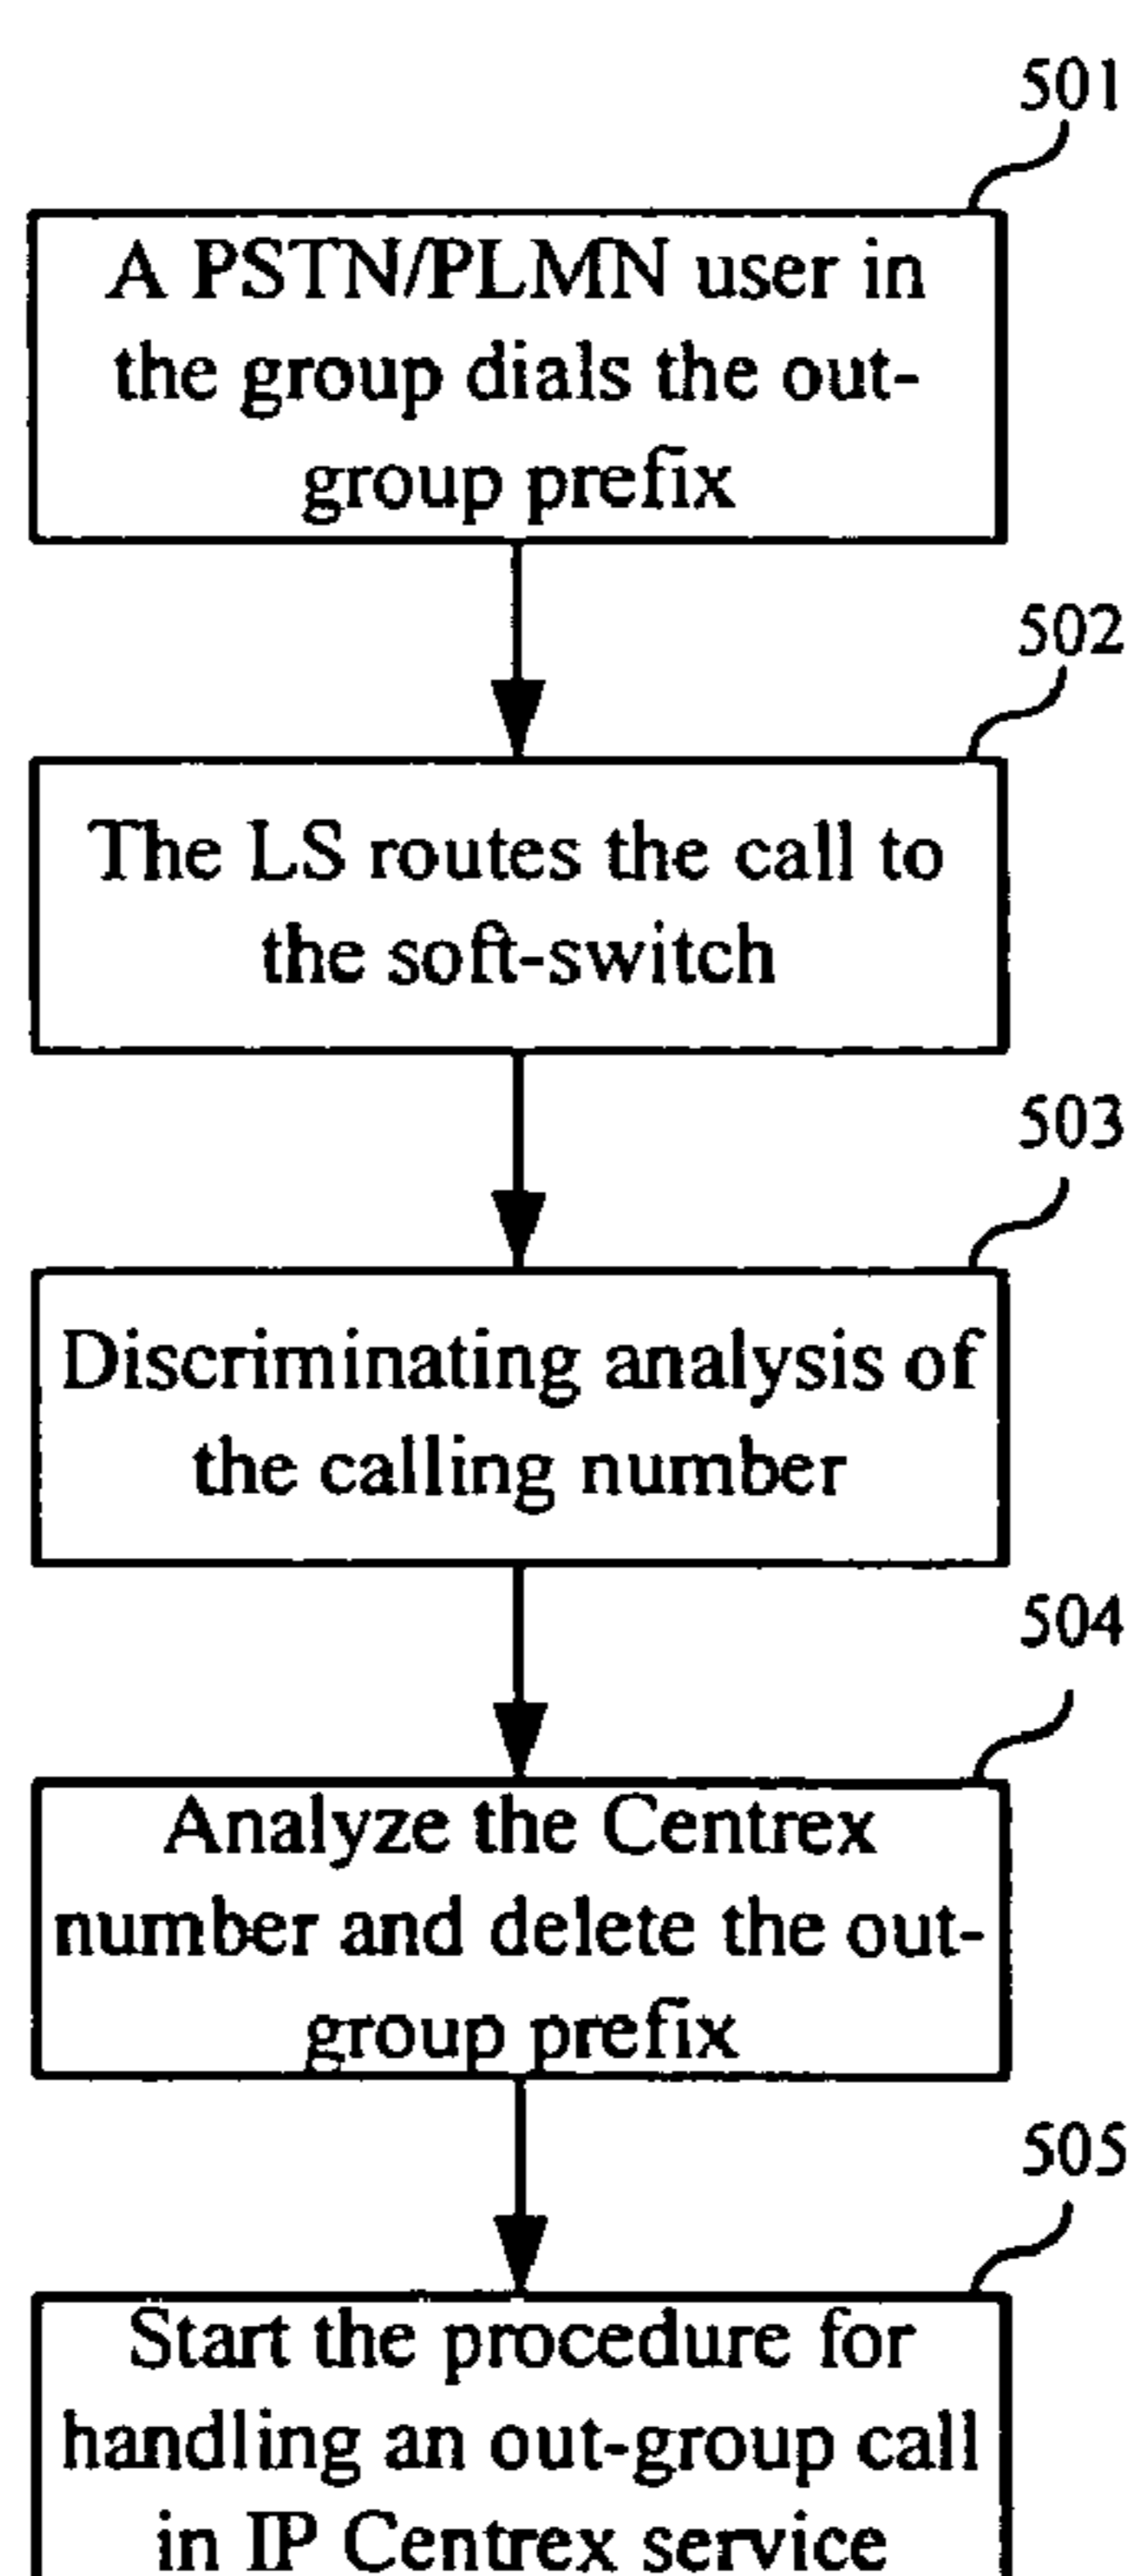 501
A PSTN/PLMN user in
the group dials the out-
group prefix
502
The LS routes the call to
the soft-switch
503
Discriminating analysis of
the calling number
504
Analyze the Centrex
number and delete the out-
group prefix
505
Start the procedure for
handling an out-group call
in IP Centrex service